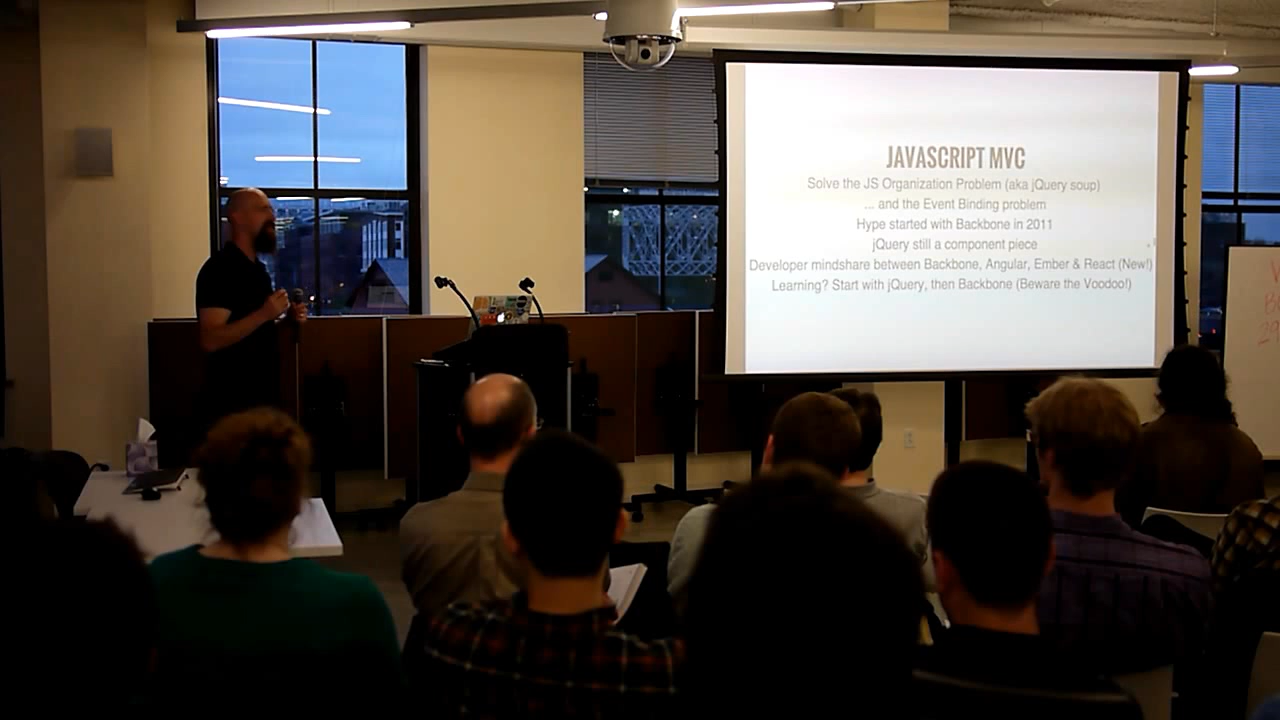 JAVASCRIPT MVC
Solve the JS Organization Problem (aka jQuery soup)
... and the Event Binding problem
Hype started with Backbone in 2011
jQuery still a component piece
Developer mindshare between Backbone, Angular, Ember & React (New!)
Learning? Start with jQuery, then Backbone (Beware the Voodoo!)